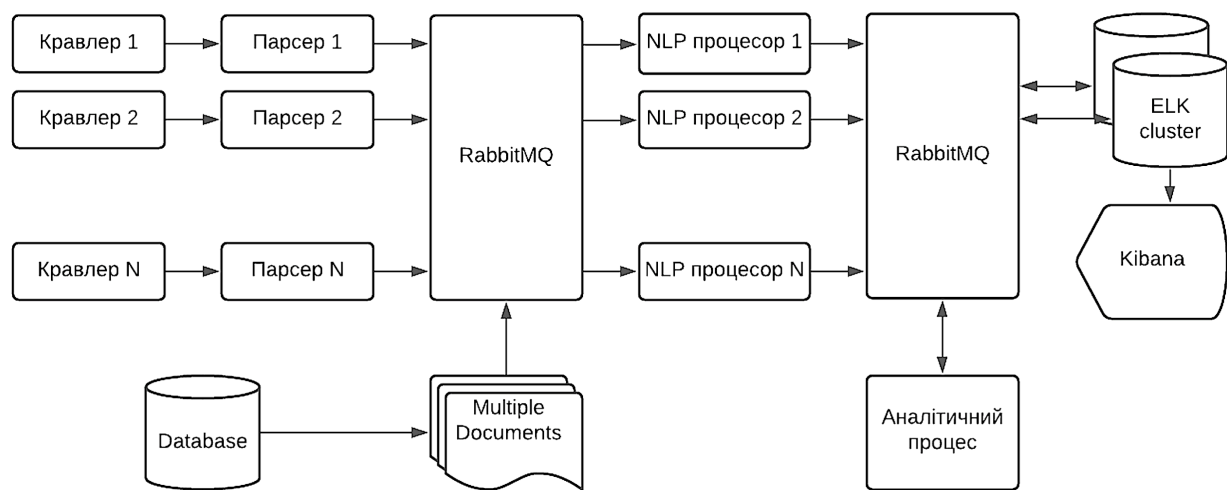 Кравлер 1
Парсер 1
NLP процесор 1
Кравлер 2
Парсер 2
NLP процесор 2
RabbitMQ
RabbitMQ
ELK
cluster
Кравлер N
Парсер N
NLP процесор N
Kibana
Database
Multiple
Documents
Аналітичний
процес